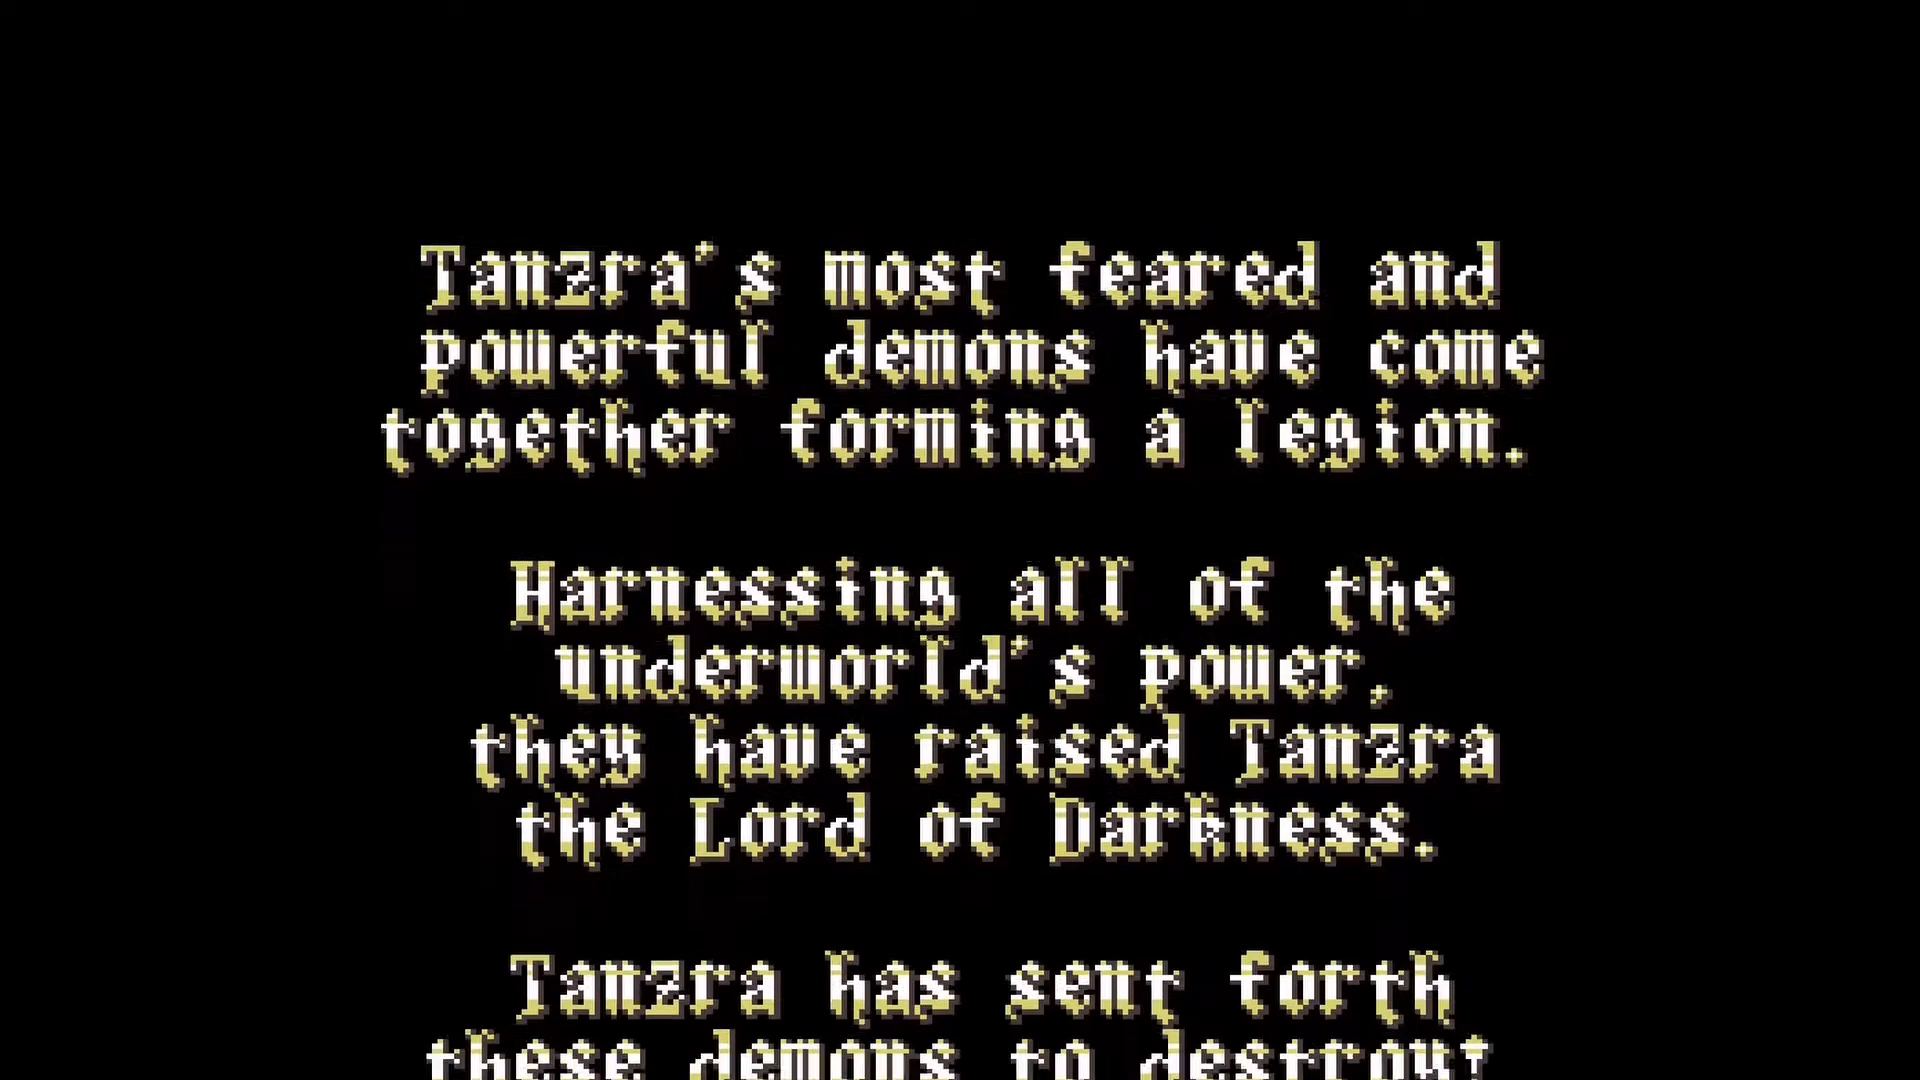 Tanzra's most feared and
powerful demons have come
together forming a legion.
Harnessing all of the
underworld's power,
they have raised Tanzra
the Lord of Darkness.
Tanzra has sent forth
these demons to destroy